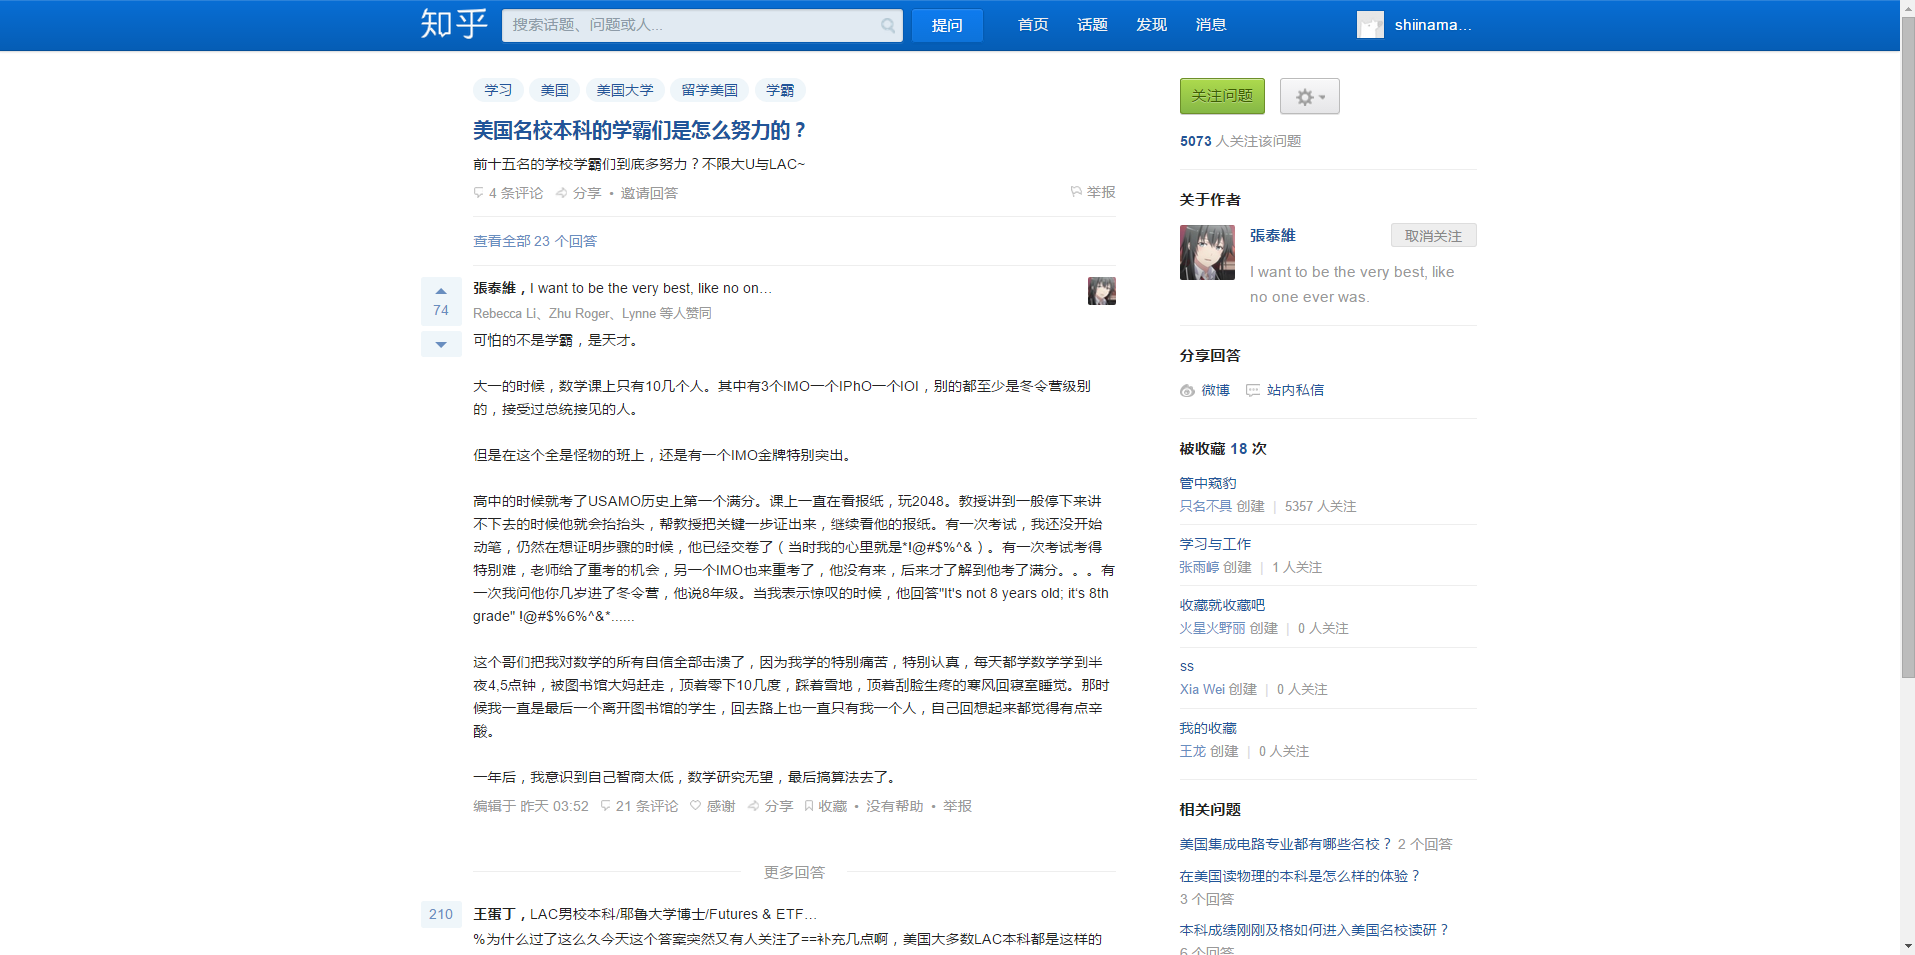 知乎
搜索话题、问题或人...
提问
首页 话题 发现 消息
shiinama...
学习 美国 美国大学 留学美国 学霸
美国名校本科的学霸们是怎么努力的？
前十五名的学校学霸们到底多努力？不限大U与LAC~
4 条评论 分享 • 邀请回答
举报
查看全部 23 个回答
74
張泰維，I want to be the very best, like no on...
Rebecca Li、Zhu Roger、Lynne 等人赞同
可怕的不是学霸，是天才。
大一的时候，数学课上只有10几个人。其中有3个IMO一个IPhO一个IOI，别的都至少是冬令营级别
的，接受过总统接见的人。
但是在这个全是怪物的班上，还是有一个IMO金牌特别突出。
高中的时候就考了USAMO历史上第一个满分。课上一直在看报纸，玩2048。教授讲到一般停下来讲
不下去的时候他就会抬抬头，帮教授把关键一步证出来，继续看他的报纸。有一次考试，我还没开始
动笔，仍然在想证明步骤的时候，他已经交卷了（当时我的心里就是*!@#$%^&）。有一次考试考得
特别难，老师给了重考的机会，另一个IMO也来重考了，他没有来，后来才了解到他考了满分。。。有
一次我问他你几岁进了冬令营，他说8年级。当我表示惊叹的时候，他回答"It's not 8 years old; it's 8th
grade" !@#$%6%^&*......
这个哥们把我对数学的所有自信全部击溃了，因为我学的特别痛苦，特别认真，每天都学数学学到半
夜4,5点钟，被图书馆大妈赶走，顶着零下10几度，踩着雪地，顶着刮脸生疼的寒风回寝室睡觉。那时
候我一直是最后一个离开图书馆的学生，回去路上也一直只有我一个人，自己回想起来都觉得有点辛
酸。
一年后，我意识到自己智商太低，数学研究无望，最后搞算法去了。
编辑于 昨天 03:52 21 条评论 感谢 分享 收藏 • 没有帮助 • 举报
更多回答
210
王蛋丁，LAC男校本科/耶鲁大学博士/Futures & ETF...
%为什么过了这么久今天这个答案突然又有人关注了==补充几点啊，美国大多数LAC本科都是这样的
关注问题
5073 人关注该问题
关于作者
張泰維
取消关注
I want to be the very best, like
no one ever was.
分享回答
微博 站内私信
被收藏 18 次
管中窥豹
只名不具 创建 | 5357 人关注
学习与工作
张雨婷 创建 | 1 人关注
收藏就收藏吧
火星火野丽 创建 | 0 人关注
ss
Xia Wei 创建 | 0 人关注
我的收藏
王龙 创建 | 0 人关注
相关问题
美国集成电路专业都有哪些名校？ 2 个回答
在美国读物理的本科是怎么样的体验？
3 个回答
本科成绩刚刚及格如何进入美国名校读研？
6 个回答